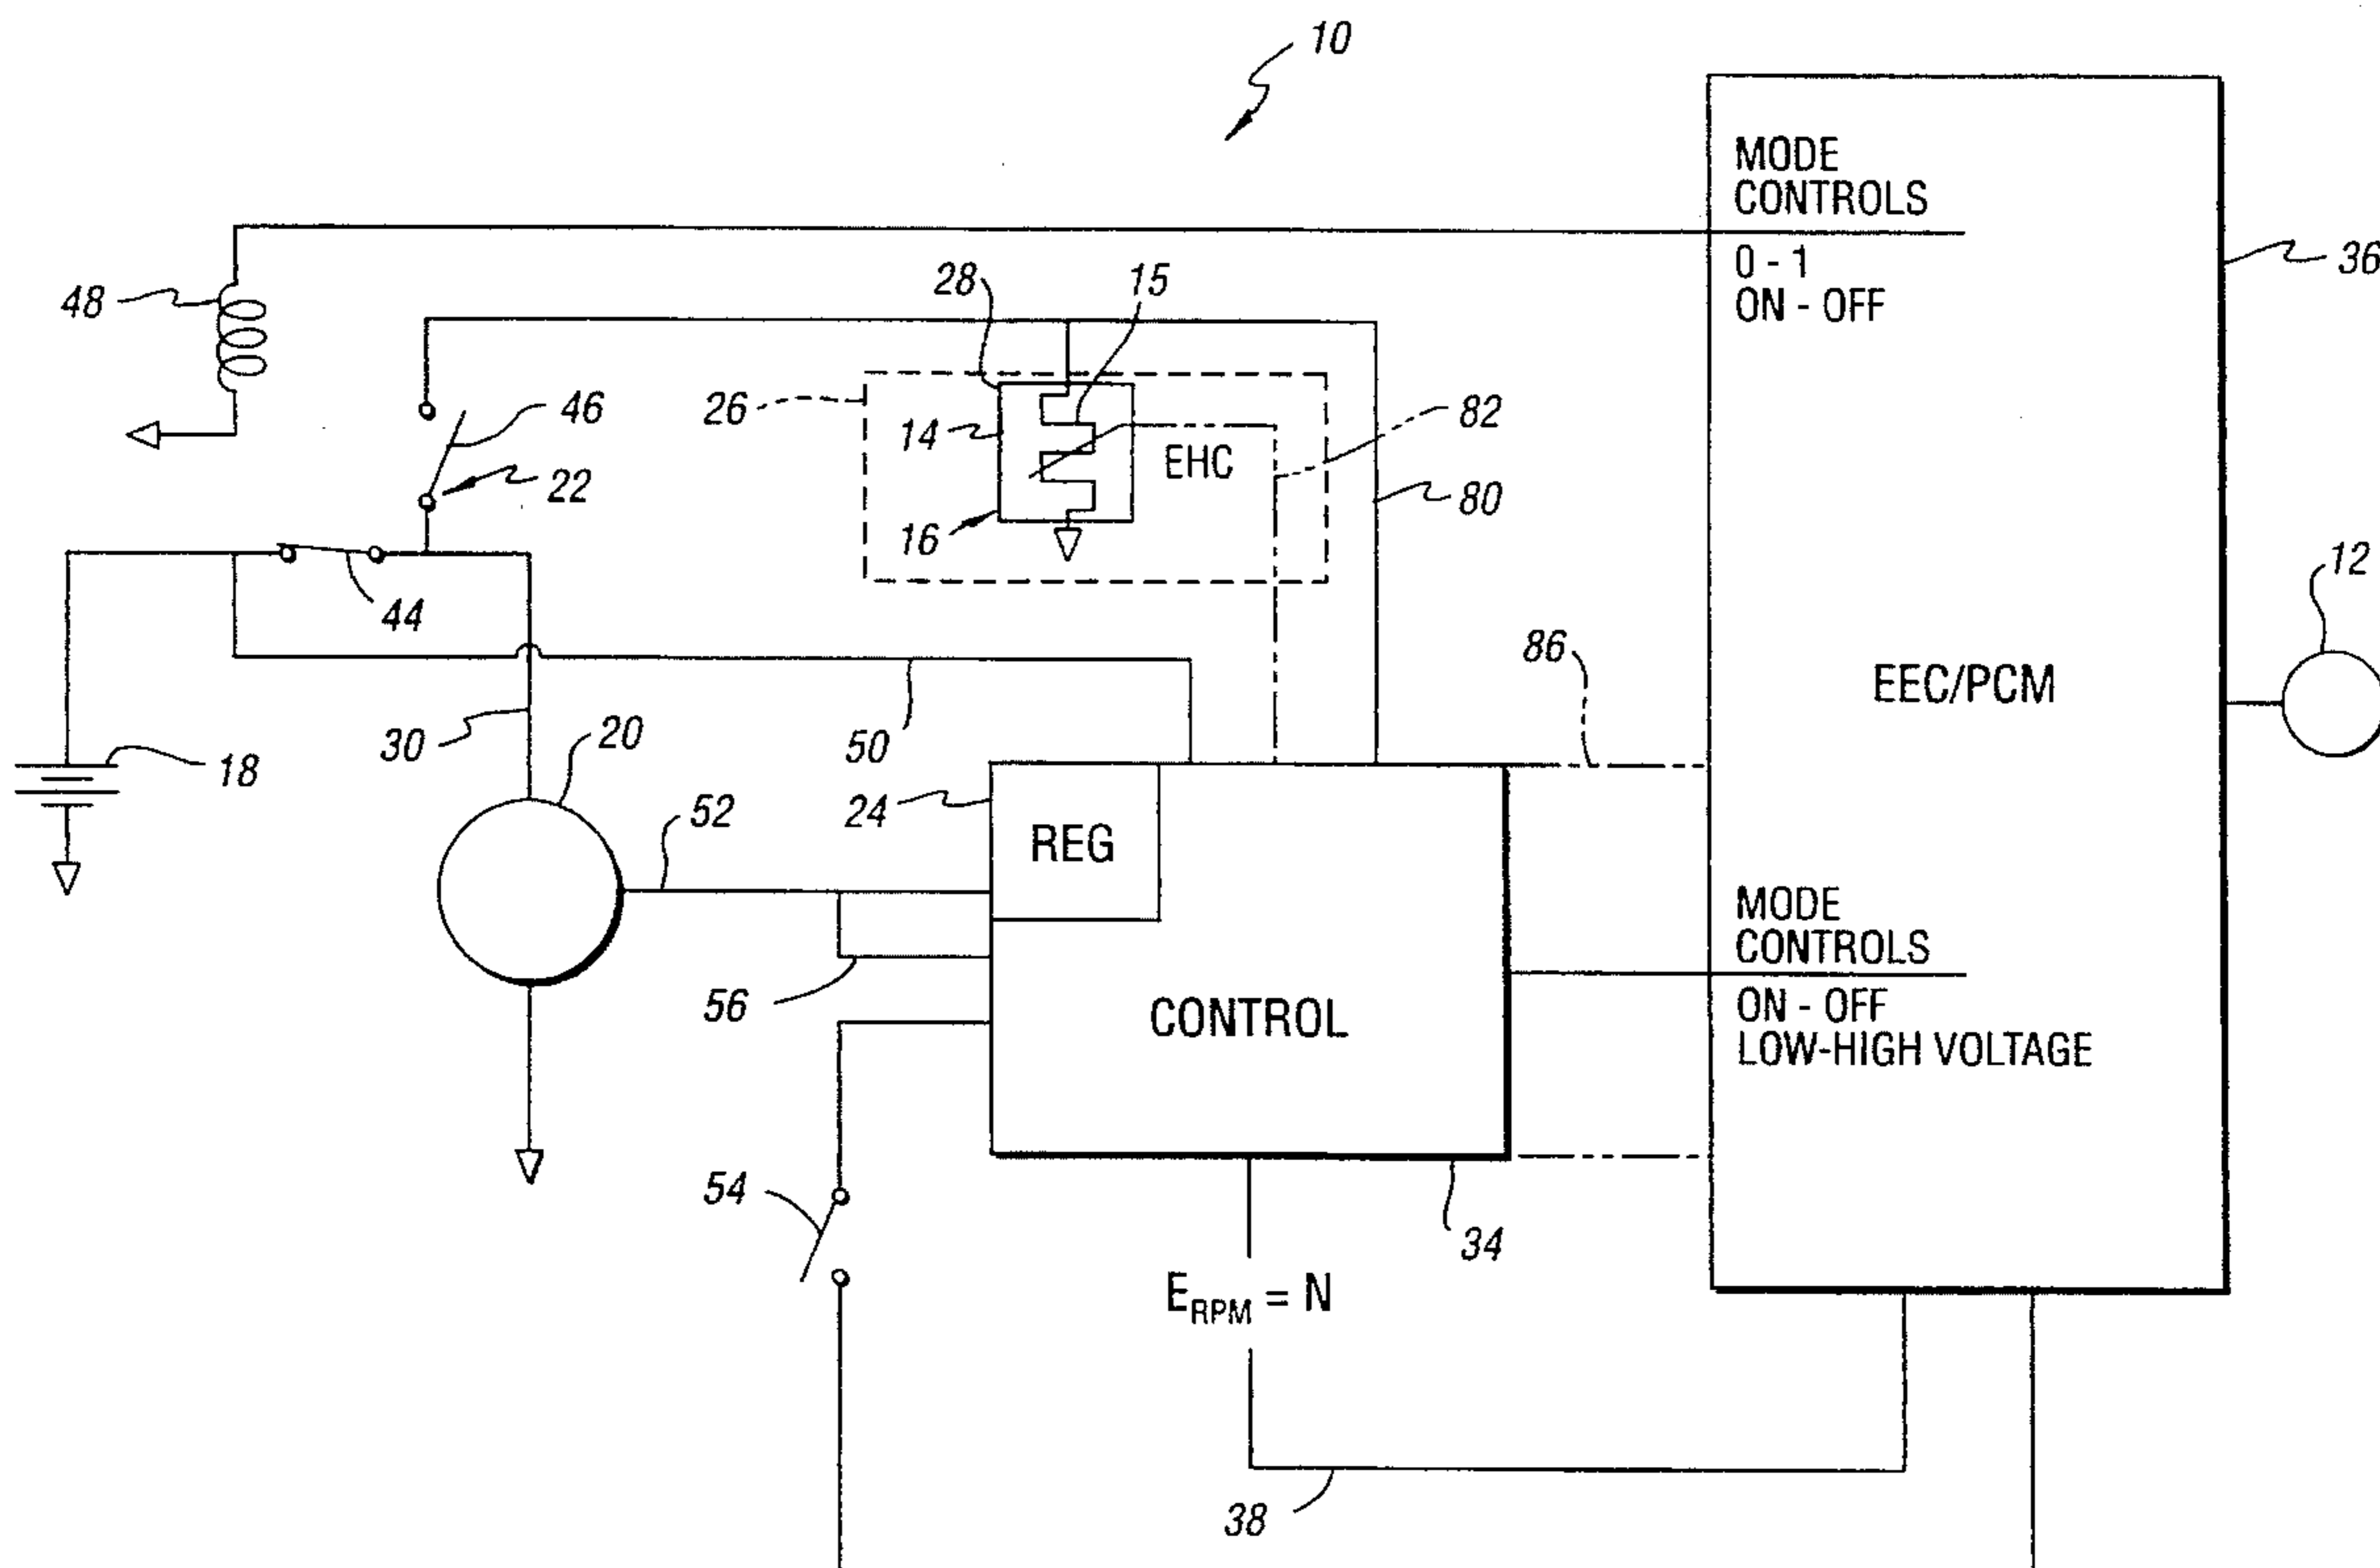 10
MODE
CONTROLS
0 - 1
ON - OFF
36
48
28
15
26
46
14
82
EHC
22
80
16
44
12
86
EEC/PCM
30
20
50
18
24
52
REG
MODE
CONTROLS
56
CONTROL
ON - OFF
LOW-HIGH VOLTAGE
54
34
ERPM = N
38